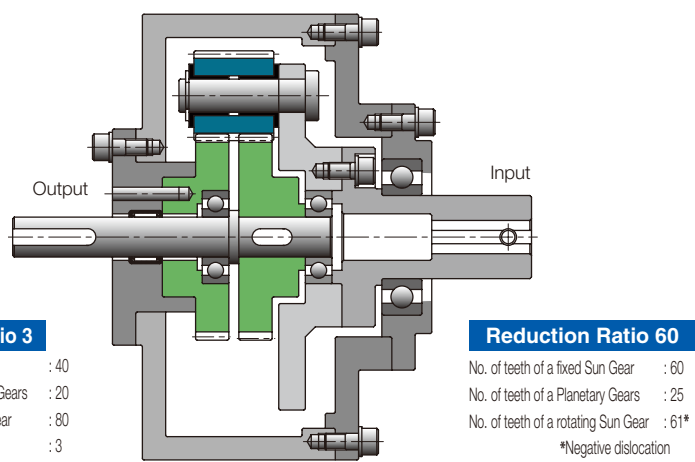 Output
Input
io 3
: 40
Gears : 20
ear : 80
: 3
Reduction Ratio 60
No. of teeth of a fixed Sun Gear : 60
No. of teeth of a Planetary Gears : 25
No. of teeth of a rotating Sun Gear : 61*
*Negative dislocation